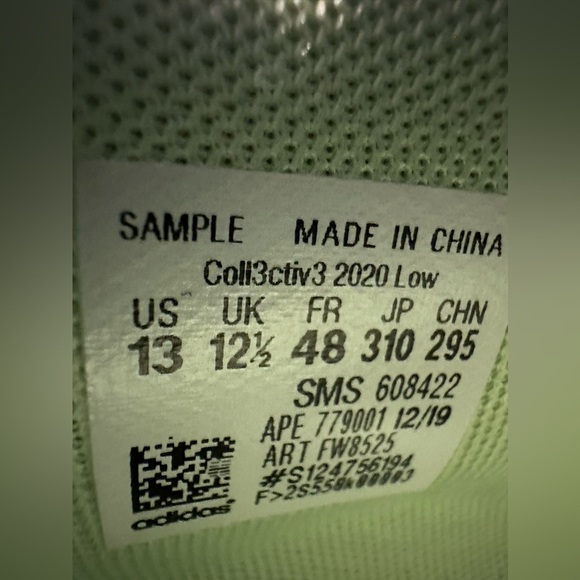 SAMPLE MADE IN CHINA
Coll3ctiv3 2020 Low
US UK FR JP CHN
13 12½ 48 310 295
SMS 608422
APE 779001 12/19
ART FW8525
#S124756194
adidas